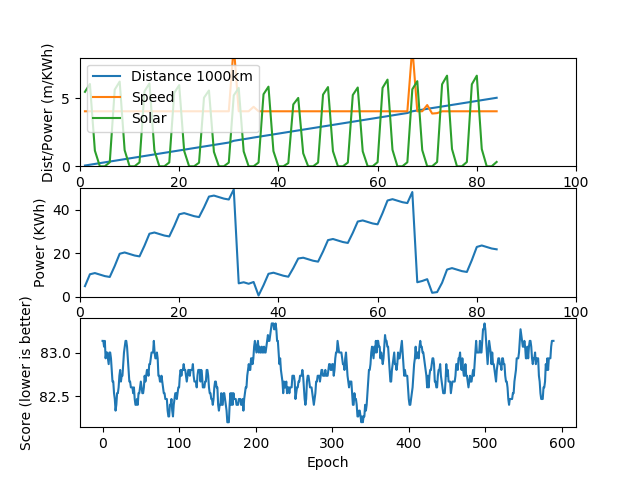 Dist/Power (m/KWh)
5
0
Distance 1000km
Speed
Solar
0 20 40 60 80 100
Power (KWh)
40
20
0
0 20 40 60 80 100
Score (lower is better)
83.0
82.5
0 100 200 300 400 500 600
Epoch